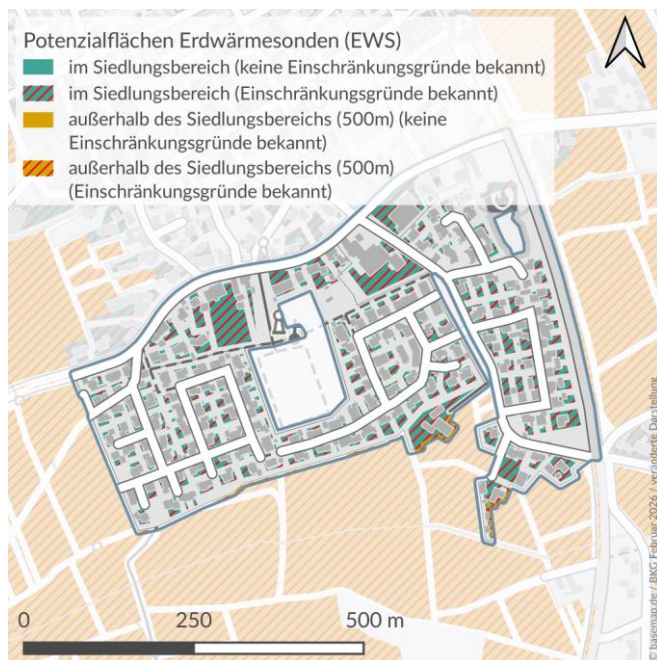 Potenzialflächen Erdwärmesonden (EWS)
im Siedlungsbereich (keine Einschränkungsgründe bekannt)
im Siedlungsbereich (Einschränkungsgründe bekannt)
außerhalb des Siedlungsbereichs (500m) (keine
Einschränkungsgründe bekannt)
außerhalb des Siedlungsbereichs (500m)
(Einschränkungsgründe bekannt)
0 250 500 m
© basemap.de / BKG Februar 2026 / veränderte Darstellung